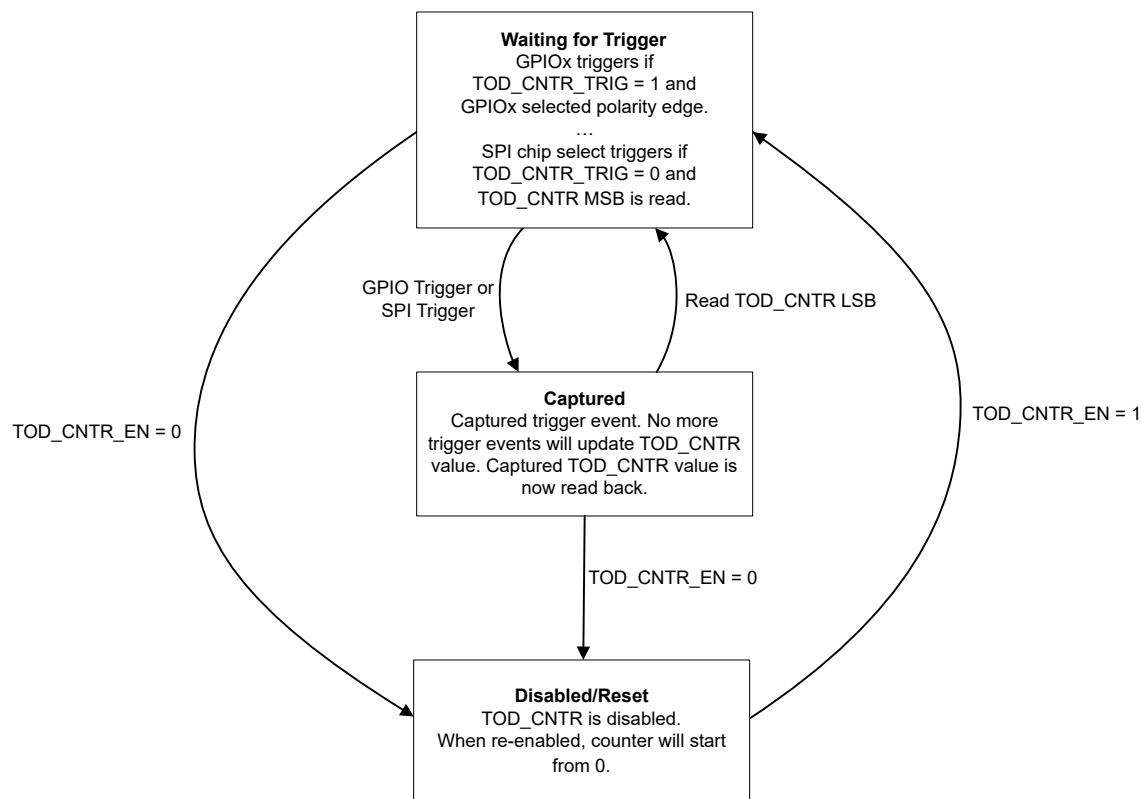 Waiting for Trigger
GPIOx triggers if
TOD_CNTR_TRIG = 1 and
GPIOx selected polarity edge.
…
SPI chip select triggers if
TOD_CNTR_TRIG = 0 and
TOD_CNTR MSB is read.
GPIO Trigger or
SPI Trigger
Read TOD_CNTR LSB
Captured
Captured trigger event. No more
trigger events will update TOD_CNTR
value. Captured TOD_CNTR value is
now read back.
TOD_CNTR_EN = 0
TOD_CNTR_EN = 1
TOD_CNTR_EN = 0
Disabled/Reset
TOD_CNTR is disabled.
When re-enabled, counter will start
from 0.